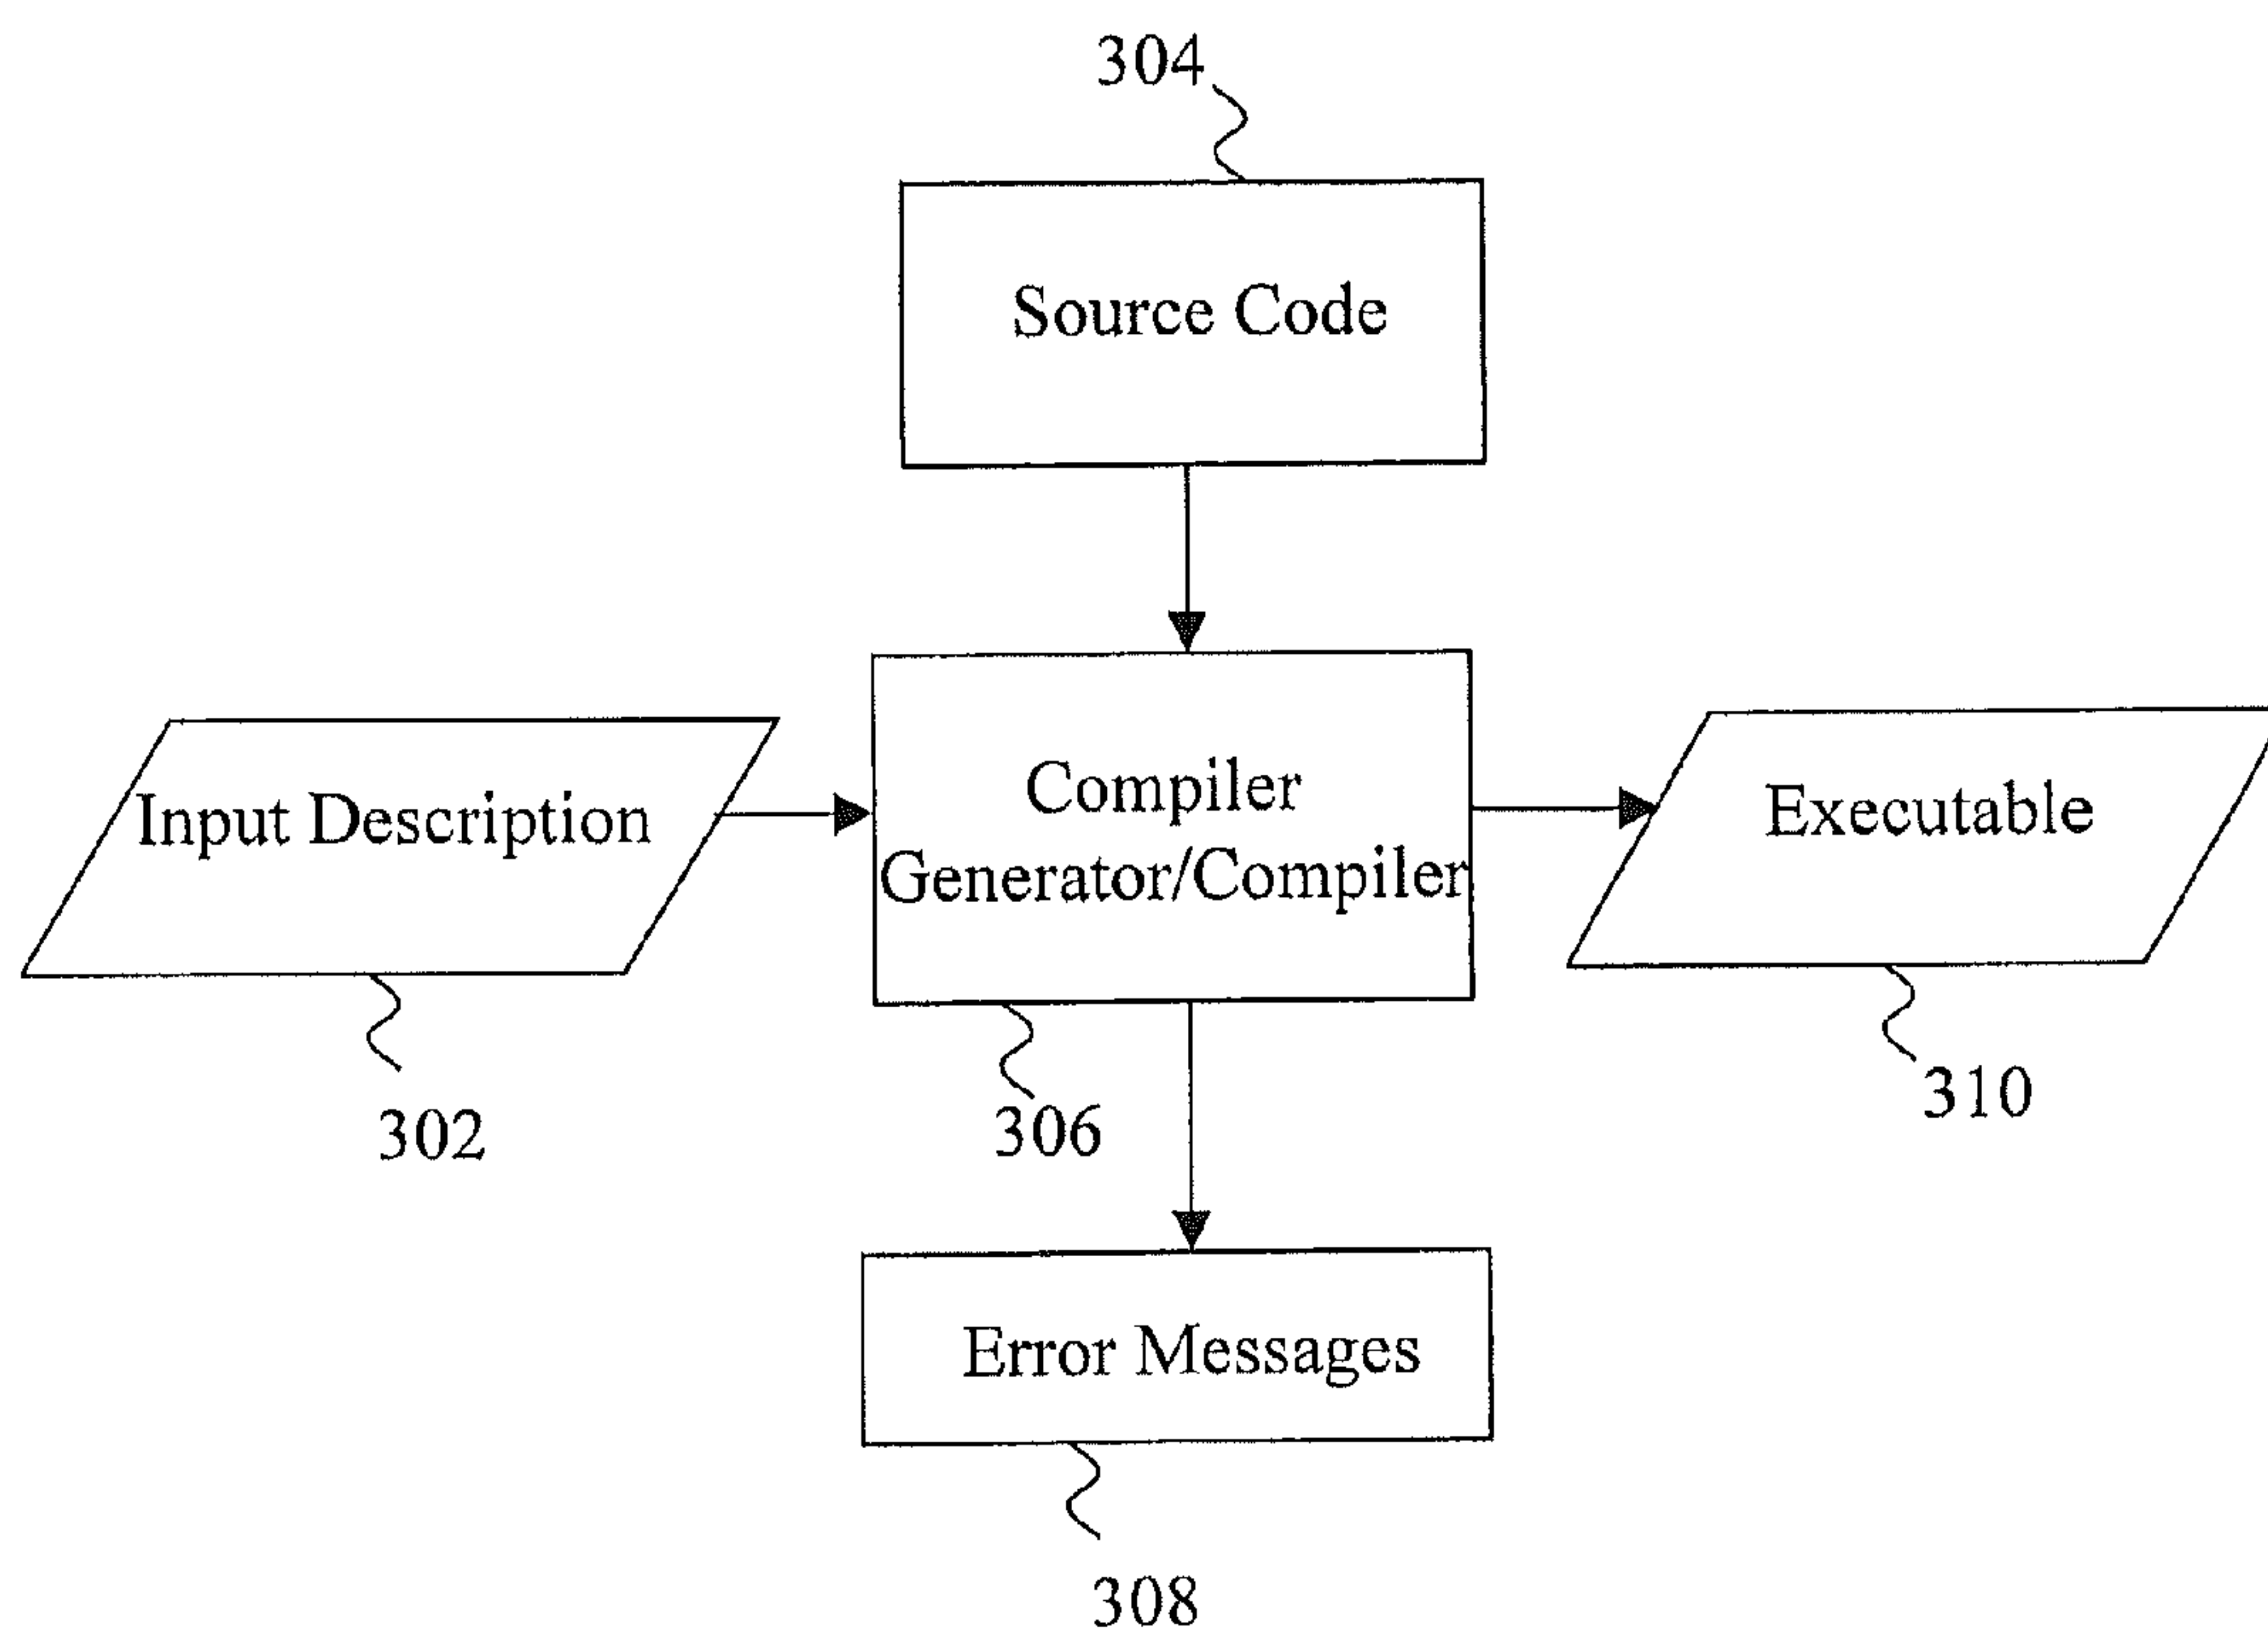 304
Source Code
Input Description
Compiler
Generator/Compiler
Executable
302
306
310
Error Messages
308